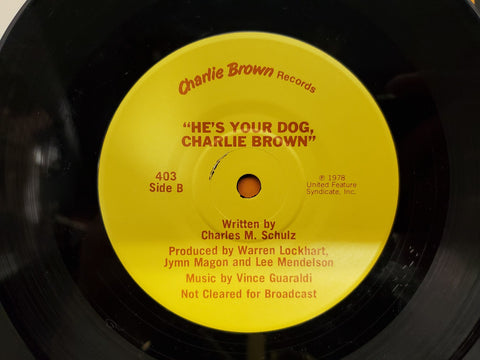 Charlie Brown Records
"HE'S YOUR DOG,
CHARLIE BROWN"
403
Side B
℗ 1978
United Feature
Syndicate, Inc.
Written by
Charles M. Schulz
Produced by Warren Lockhart,
Jymn Magon and Lee Mendelson
Music by Vince Guaraldi
Not Cleared for Broadcast